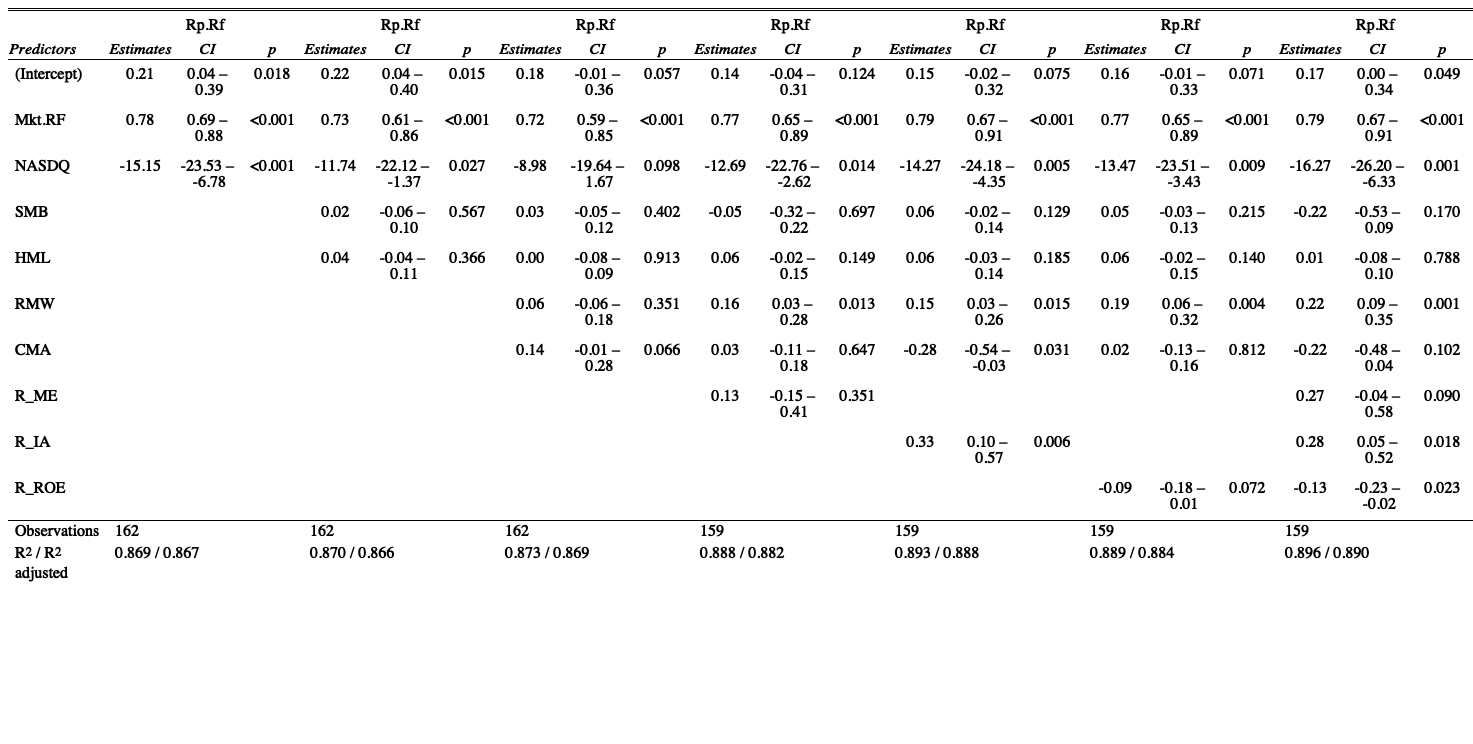 Rp.Rf Rp.Rf Rp.Rf Rp.Rf Rp.Rf Rp.Rf Rp.Rf
Predictors Estimates CI p Estimates CI p Estimates CI p Estimates CI p Estimates CI p Estimates CI p Estimates CI p
(Intercept) 0.21 0.04 – 0.018 0.22 0.04 – 0.015 0.18 -0.01 – 0.057 0.14 -0.04 – 0.124 0.15 -0.02 – 0.075 0.16 -0.01 – 0.071 0.17 0.00 – 0.049
0.39 0.40 0.36 0.31 0.32 0.33 0.34
Mkt.RF 0.78 0.69 – <0.001 0.73 0.61 – <0.001 0.72 0.59 – <0.001 0.77 0.65 – <0.001 0.79 0.67 – <0.001 0.77 0.65 – <0.001 0.79 0.67 – <0.001
0.88 0.86 0.85 0.89 0.91 0.89 0.91
NASDQ -15.15 -23.53 – <0.001 -11.74 -22.12 – 0.027 -8.98 -19.64 – 0.098 -12.69 -22.76 – 0.014 -14.27 -24.18 – 0.005 -13.47 -23.51 – 0.009 -16.27 -26.20 – 0.001
-6.78 -1.37 1.67 -2.62 -4.35 -3.43 -6.33
SMB 0.02 -0.06 – 0.567 0.03 -0.05 – 0.402 -0.05 -0.32 – 0.697 0.06 -0.02 – 0.129 0.05 -0.03 – 0.215 -0.22 -0.53 – 0.170
0.10 0.12 0.22 0.14 0.13 0.09
HML 0.04 -0.04 – 0.366 0.00 -0.08 – 0.913 0.06 -0.02 – 0.149 0.06 -0.03 – 0.185 0.06 -0.02 – 0.140 0.01 -0.08 – 0.788
0.11 0.09 0.15 0.14 0.15 0.10
RMW 0.06 -0.06 – 0.351 0.16 0.03 – 0.013 0.15 0.03 – 0.015 0.19 0.06 – 0.004 0.22 0.09 – 0.001
0.18 0.28 0.26 0.32 0.35
CMA 0.14 -0.01 – 0.066 0.03 -0.11 – 0.647 -0.28 -0.54 – 0.031 0.02 -0.13 – 0.812 -0.22 -0.48 – 0.102
0.28 0.18 -0.03 0.16 0.04
R_ME 0.13 -0.15 – 0.351 0.27 -0.04 – 0.090
0.41 0.58
R_IA 0.33 0.10 – 0.006 0.28 0.05 – 0.018
0.57 0.52
R_ROE -0.09 -0.18 – 0.072 -0.13 -0.23 – 0.023
0.01 -0.02
Observations 162 162 162 159 159 159 159
R2 / R2 0.869 / 0.867 0.870 / 0.866 0.873 / 0.869 0.888 / 0.882 0.893 / 0.888 0.889 / 0.884 0.896 / 0.890
adjusted